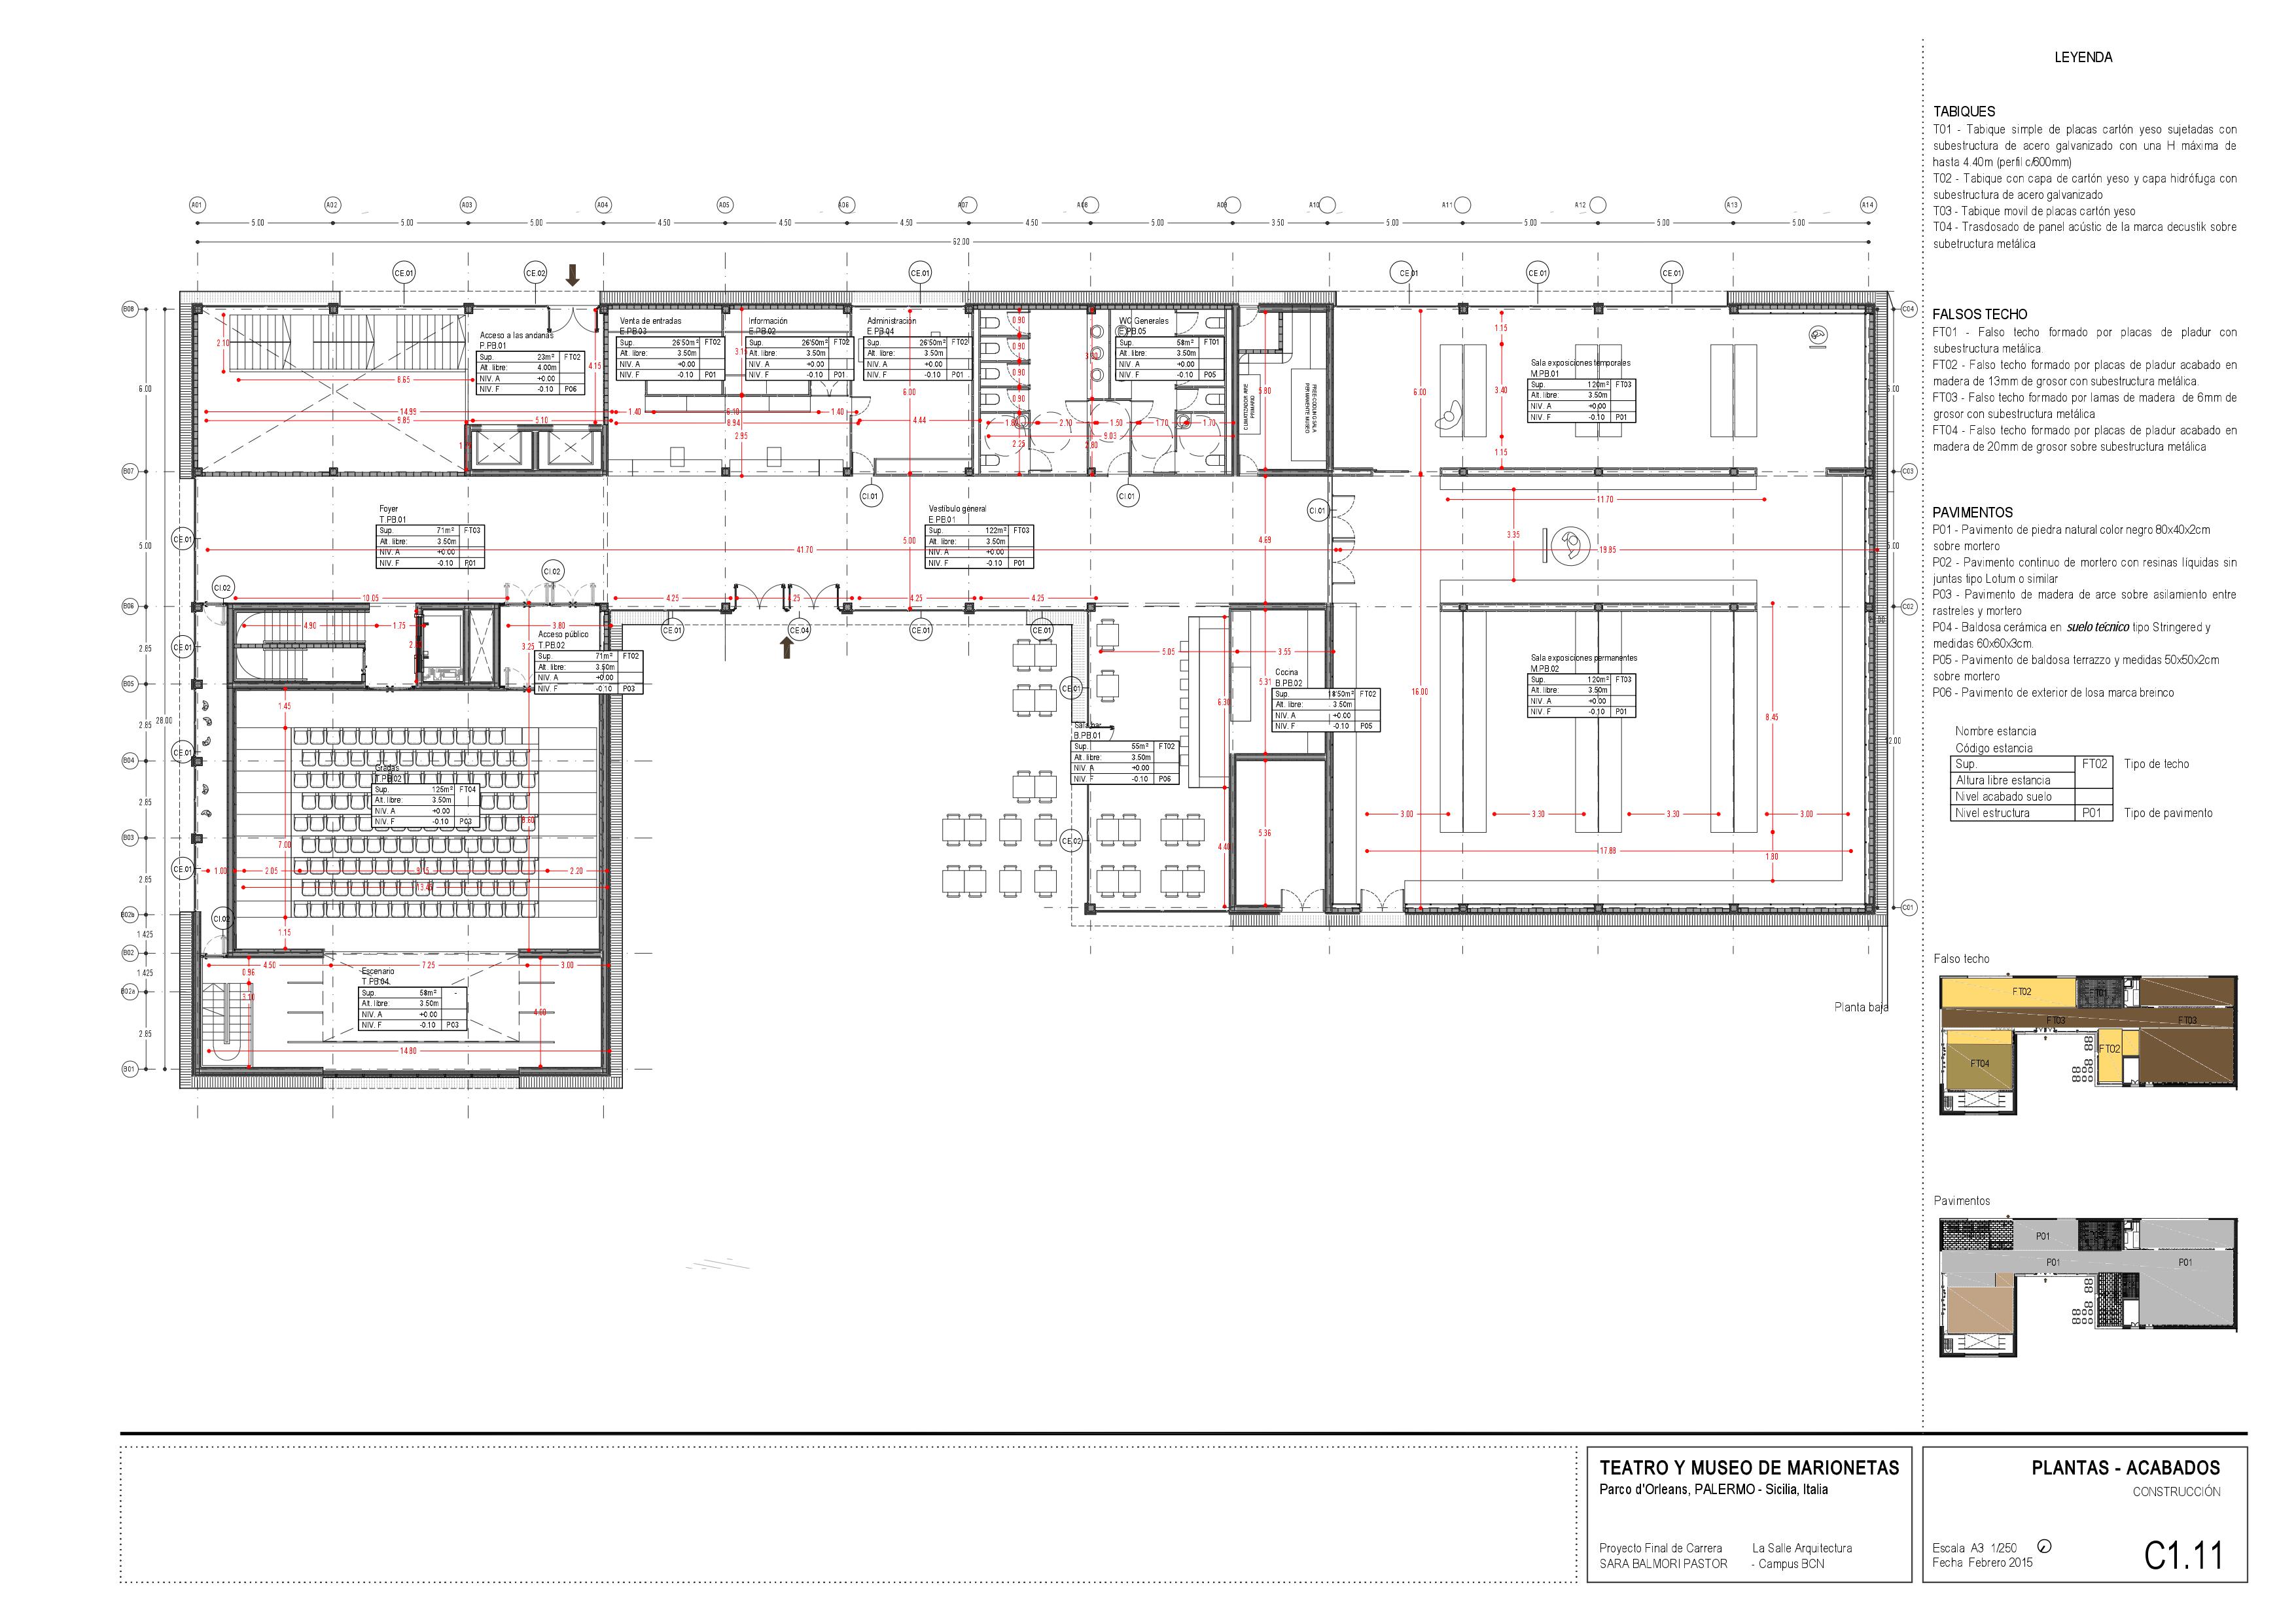 LEYENDA
TABIQUES
T01 - Tabique simple de placas cartón yeso sujetadas con
subestructura de acero galvanizado con una H máxima de
hasta 4.40m (perfil c/600mm)
T02 - Tabique con capa de cartón yeso y capa hidrófuga con
subestructura de acero galvanizado
T03 - Tabique movil de placas cartón yeso
T04 - Trasdosado de panel acústic de la marca decustik sobre
subetructura metálica
FALSOS TECHO
FT01 - Falso techo formado por placas de pladur con
subestructura metálica.
FT02 - Falso techo formado por placas de pladur acabado en
madera de 13mm de grosor con subestructura metálica.
FT03 - Falso techo formado por lamas de madera de 6mm de
grosor con subestructura metálica
FT04 - Falso techo formado por placas de pladur acabado en
madera de 20mm de grosor sobre subestructura metálica
PAVIMENTOS
P01 - Pavimento de piedra natural color negro 80x40x2cm
sobre mortero
P02 - Pavimento continuo de mortero con resinas líquidas sin
juntas tipo Lotum o similar
P03 - Pavimento de madera de arce sobre asilamiento entre
rastreles y mortero
P04 - Baldosa cerámica en suelo técnico tipo Stringered y
medidas 60x60x3cm.
P05 - Pavimento de baldosa terrazzo y medidas 50x50x2cm
sobre mortero
P06 - Pavimento de exterior de losa marca breinco
Nombre estancia
Código estancia
Sup. FT02 Tipo de techo
Altura libre estancia
Nivel acabado suelo
Nivel estructura P01 Tipo de pavimento
Falso techo
FT02 FT01
FT03 FT03
FT04 FT02
Pavimentos
P01
P01 P01
A01 A02 A03 A04 A05 A06 A07 A08 A09 A10 A11 A12 A13 A14
5.00 5.00 5.00 4.50 4.50 4.50 4.50 5.00 3.50 5.00 5.00 5.00 5.00
62.00
CE.01 CE.02 CE.01 CE.01 CE.01 CE.01
B08 B07 B06 B05 B04 B03 B02b B02 B02a B01
6.00 5.00 2.85 2.85 2.85 2.85 1.425 1.425 2.85
28.00
C04 C03 C02 C01
Acceso a las andanas
P.PB.01
Sup. 23m² FT02
Alt. libre: 4.00m
NIV. A +0.00
NIV. F -0.10 P06
Venta de entradas
E.PB.03
Sup. 26'50m² FT02
Alt. libre: 3.50m
NIV. A +0.00
NIV. F -0.10 P01
Información
E.PB.02
Sup. 26'50m² FT02
Alt. libre: 3.50m
NIV. A +0.00
NIV. F -0.10 P01
Administración
E.PB.04
Sup. 26'50m² FT02
Alt. libre: 3.50m
NIV. A +0.00
NIV. F -0.10 P01
WC Generales
E.PB.05
Sup. 58m² FT01
Alt. libre: 3.50m
NIV. A +0.00
NIV. F -0.10 P05
CLIMATIZADOR AIRE PRIMARIO
FREE-COOLING SALA PERMANENTE MUSEO
Sala exposiciones temporales
M.PB.01
Sup. 120m² FT03
Alt. libre: 3.50m
NIV. A +0.00
NIV. F -0.10 P01
Foyer
T.PB.01
Sup. 71m² FT03
Alt. libre: 3.50m
NIV. A +0.00
NIV. F -0.10 P01
Vestíbulo general
E.PB.01
Sup. 122m² FT03
Alt. libre: 3.50m
NIV. A +0.00
NIV. F -0.10 P01
Acceso público
T.PB.02
Sup. 71m² FT02
Alt. libre: 3.50m
NIV. A +0.00
NIV. F -0.10 P03
Cocina
B.PB.02
Sup. 18'50m² FT02
Alt. libre: 3.50m
NIV. A +0.00
NIV. F -0.10 P05
Sala bar
B.PB.01
Sup. 55m² FT02
Alt. libre: 3.50m
NIV. A +0.00
NIV. F -0.10 P06
Sala exposiciones permanentes
M.PB.02
Sup. 120m² FT03
Alt. libre: 3.50m
NIV. A +0.00
NIV. F -0.10 P01
Gradas
T.PB.02
Sup. 125m² FT04
Alt. libre: 3.50m
NIV. A +0.00
NIV. F -0.10 P03
Escenario
T.PB.04.
Sup. 58m² -
Alt. libre: 3.50m
NIV. A +0.00
NIV. F -0.10 P03
2.10 8.65 14.95 9.85 5.10 4.15
1.40 6.10 1.40 8.94 2.95 4.44 6.00
0.90 0.90 0.90 0.90 2.10 1.50 1.70 1.70 9.03 2.25 2.80
5.80 6.00 1.15 3.40 1.15
CI.01 CI.01 CI.01
41.70 5.00 4.69 11.70 3.35 19.85
CI.02 CI.02 CI.02
10.05 4.25 4.25 4.25 4.25
CE.01 CE.04 CE.01 CE.01
4.90 1.75 3.80 3.25
5.05 3.55 5.31 6.30 4.40 5.36
CE.01 CE.02
CE.01 CE.01 CE.01 CE.01
16.00 8.45 3.00 3.30 3.30 3.00 17.88 1.80
1.45 7.00 1.00 2.05 2.20 1.15
4.50 7.25 3.00 0.96 3.10 14.80
Planta baja
TEATRO Y MUSEO DE MARIONETAS
Parco d'Orleans, PALERMO - Sicilia, Italia
Proyecto Final de Carrera La Salle Arquitectura
SARA BALMORI PASTOR - Campus BCN
PLANTAS - ACABADOS
CONSTRUCCIÓN
Escala A3 1/250
Fecha Febrero 2015
C1.11